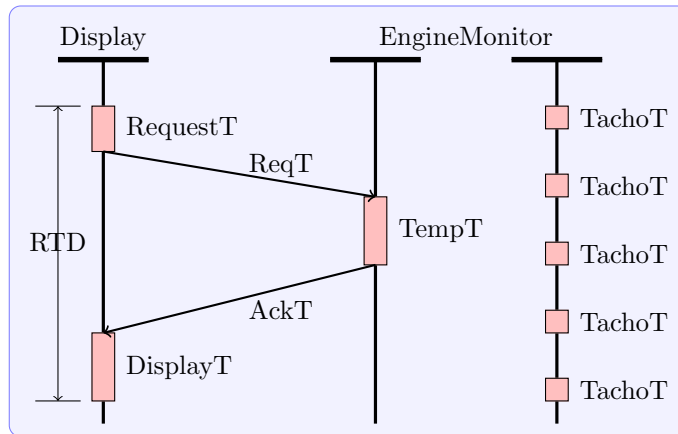 Display
EngineMonitor
RequestT
TachoT
ReqT
TachoT
RTD
TempT
TachoT
AckT
TachoT
DisplayT
TachoT